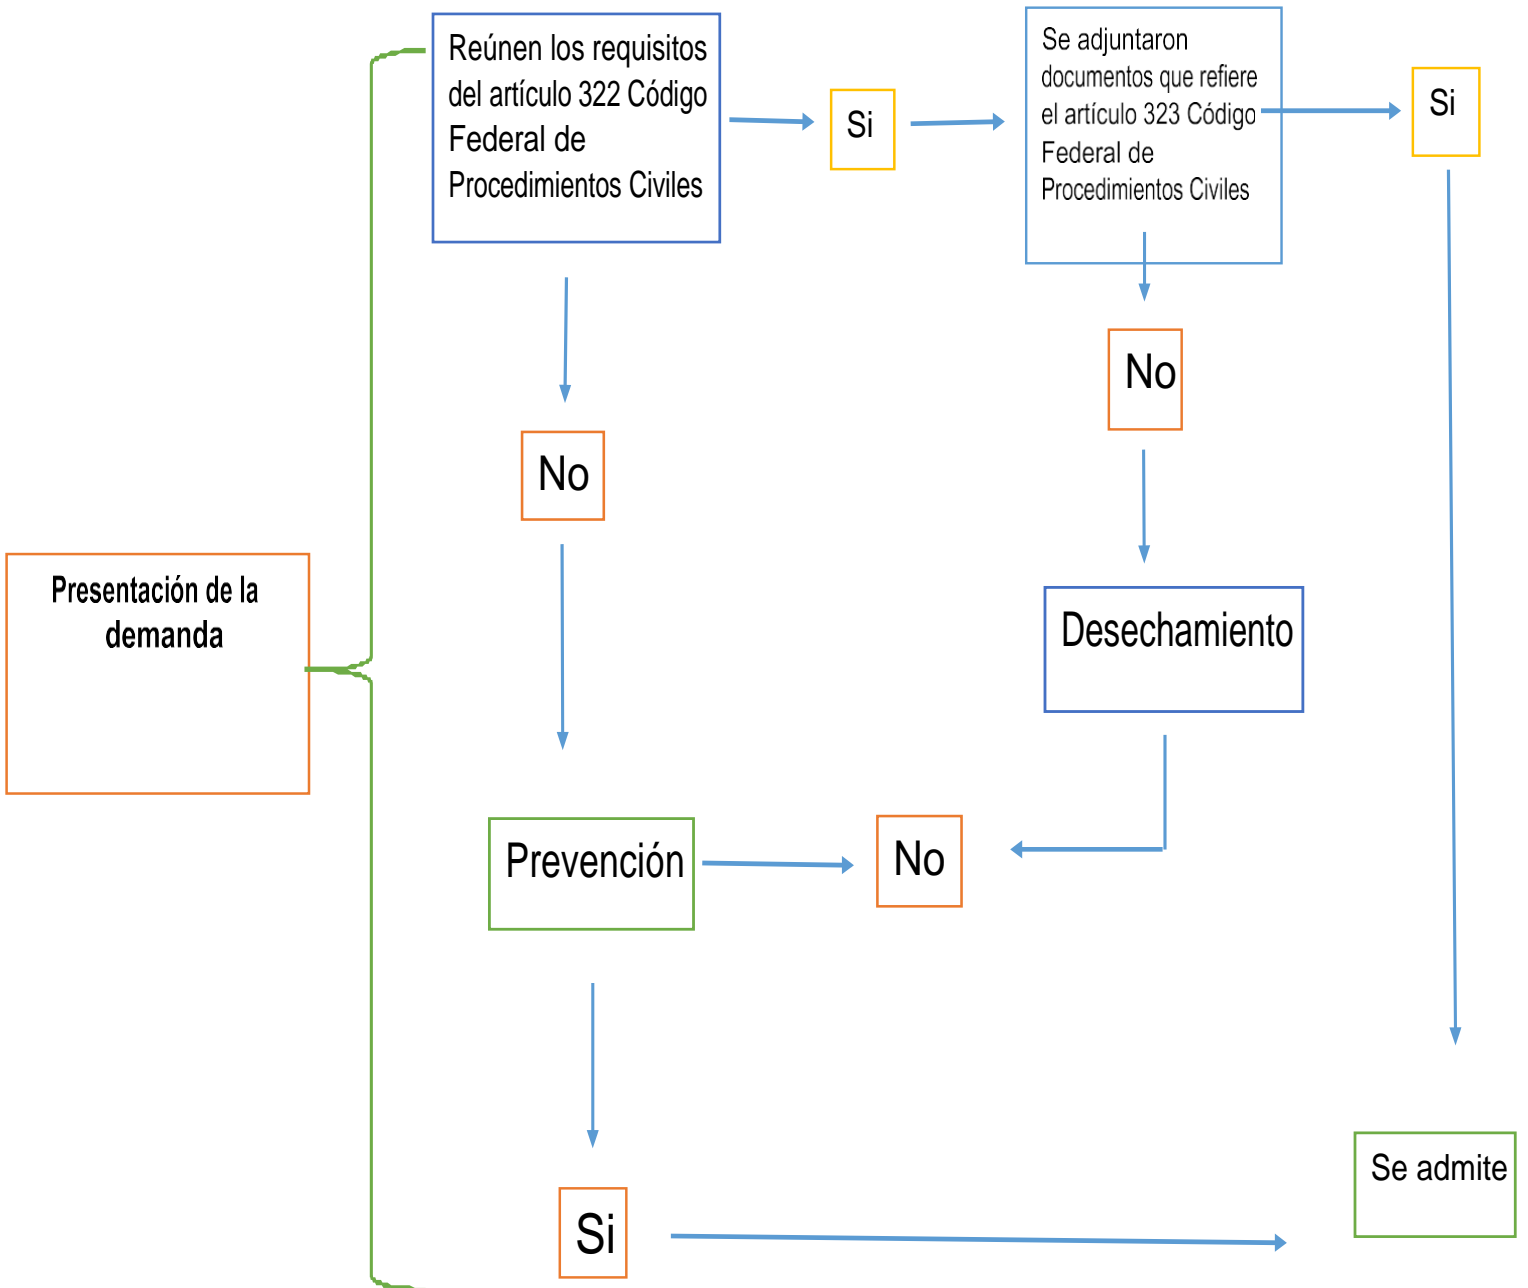 Reúnen los requisitos
del artículo 322 Código
Federal de
Procedimientos Civiles
Si
Se adjuntaron
documentos que refiere
el artículo 323 Código
Federal de
Procedimientos Civiles
Si
No
No
Presentación de la
demanda
Desechamiento
Prevención
No
Se admite
Si